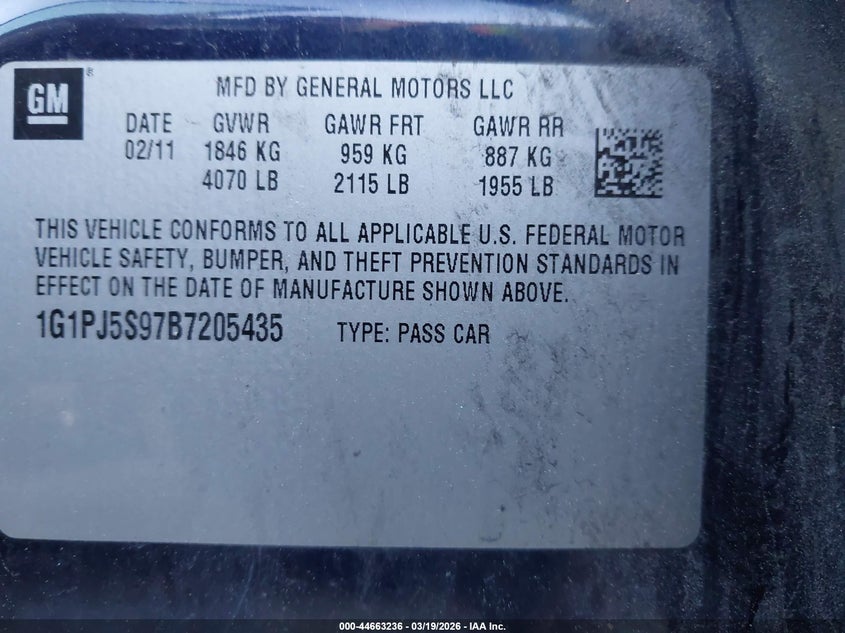 GM®
MFD BY GENERAL MOTORS LLC
DATE GVWR GAWR FRT GAWR RR
02/11 1846 KG 959 KG 887 KG
4070 LB 2115 LB 1955 LB
THIS VEHICLE CONFORMS TO ALL APPLICABLE U.S. FEDERAL MOTOR
VEHICLE SAFETY, BUMPER, AND THEFT PREVENTION STANDARDS IN
EFFECT ON THE DATE OF MANUFACTURE SHOWN ABOVE.
1G1PJ5S97B7205435 TYPE: PASS CAR
000-44663236 - 03/19/2026 - IAA Inc.